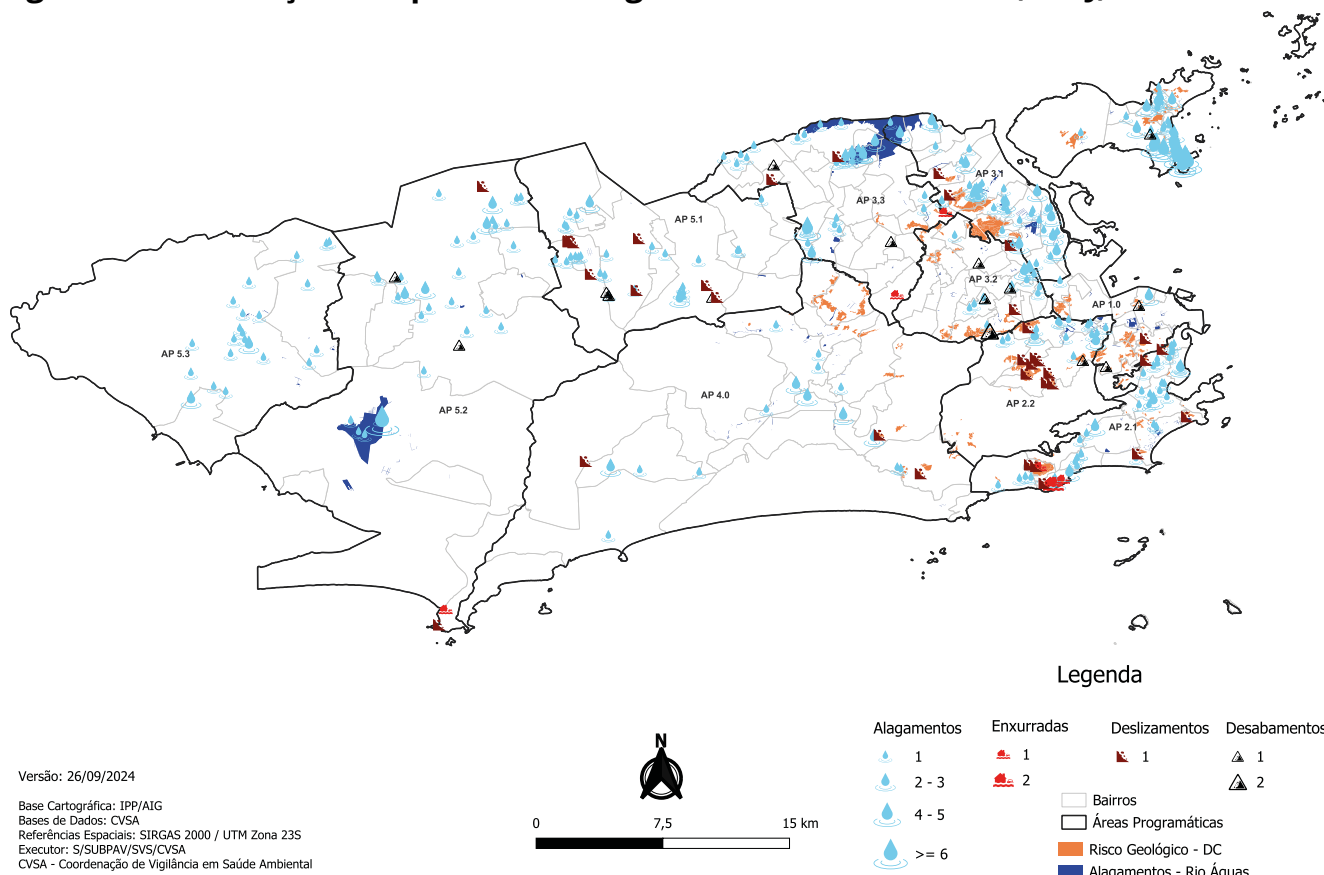 AP 3.1
AP 3.3
AP 5.1
AP 3.2
AP 1.0
AP 5.3
AP 4.0
AP 5.2
AP 2.2
AP 2.1
Legenda
Alagamentos
1
2 - 3
4 - 5
>= 6
Enxurradas
1
2
Deslizamentos
1
Desabamentos
1
2
Bairros
Áreas Programáticas
Risco Geológico - DC
Alagamentos - Rio Águas
N
0 7,5 15 km
Versão: 26/09/2024
Base Cartográfica: IPP/AIG
Bases de Dados: CVSA
Referências Espaciais: SIRGAS 2000 / UTM Zona 23S
Executor: S/SUBPAV/SVS/CVSA
CVSA - Coordenação de Vigilância em Saúde Ambiental